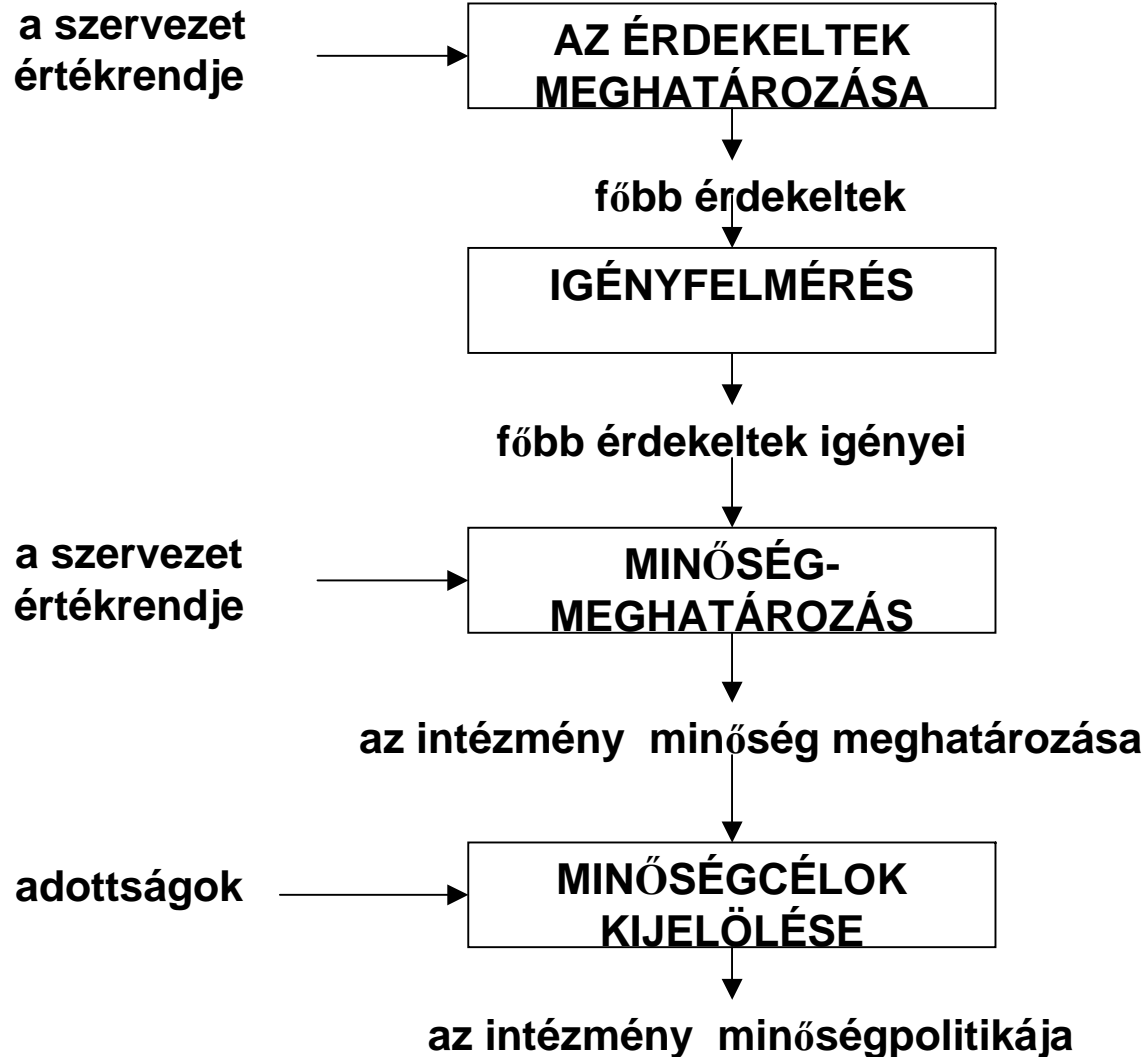 a szervezet
értékrendje
AZ ÉRDEKELTEK
MEGHATÁROZÁSA
főbb érdekeltek
IGÉNYFELMÉRÉS
főbb érdekeltek igényei
a szervezet
értékrendje
MINŐSÉG-
MEGHATÁROZÁS
az intézmény minőség meghatározása
adottságok
MINŐSÉGCÉLOK
KIJELÖLÉSE
az intézmény minőségpolitikája